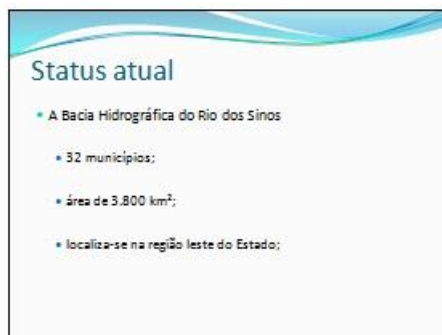 Status atual
A Bacia Hidrográfica do Rio dos Sinos
32 municípios;
área de 3.800 km²;
localiza-se na região leste do Estado;